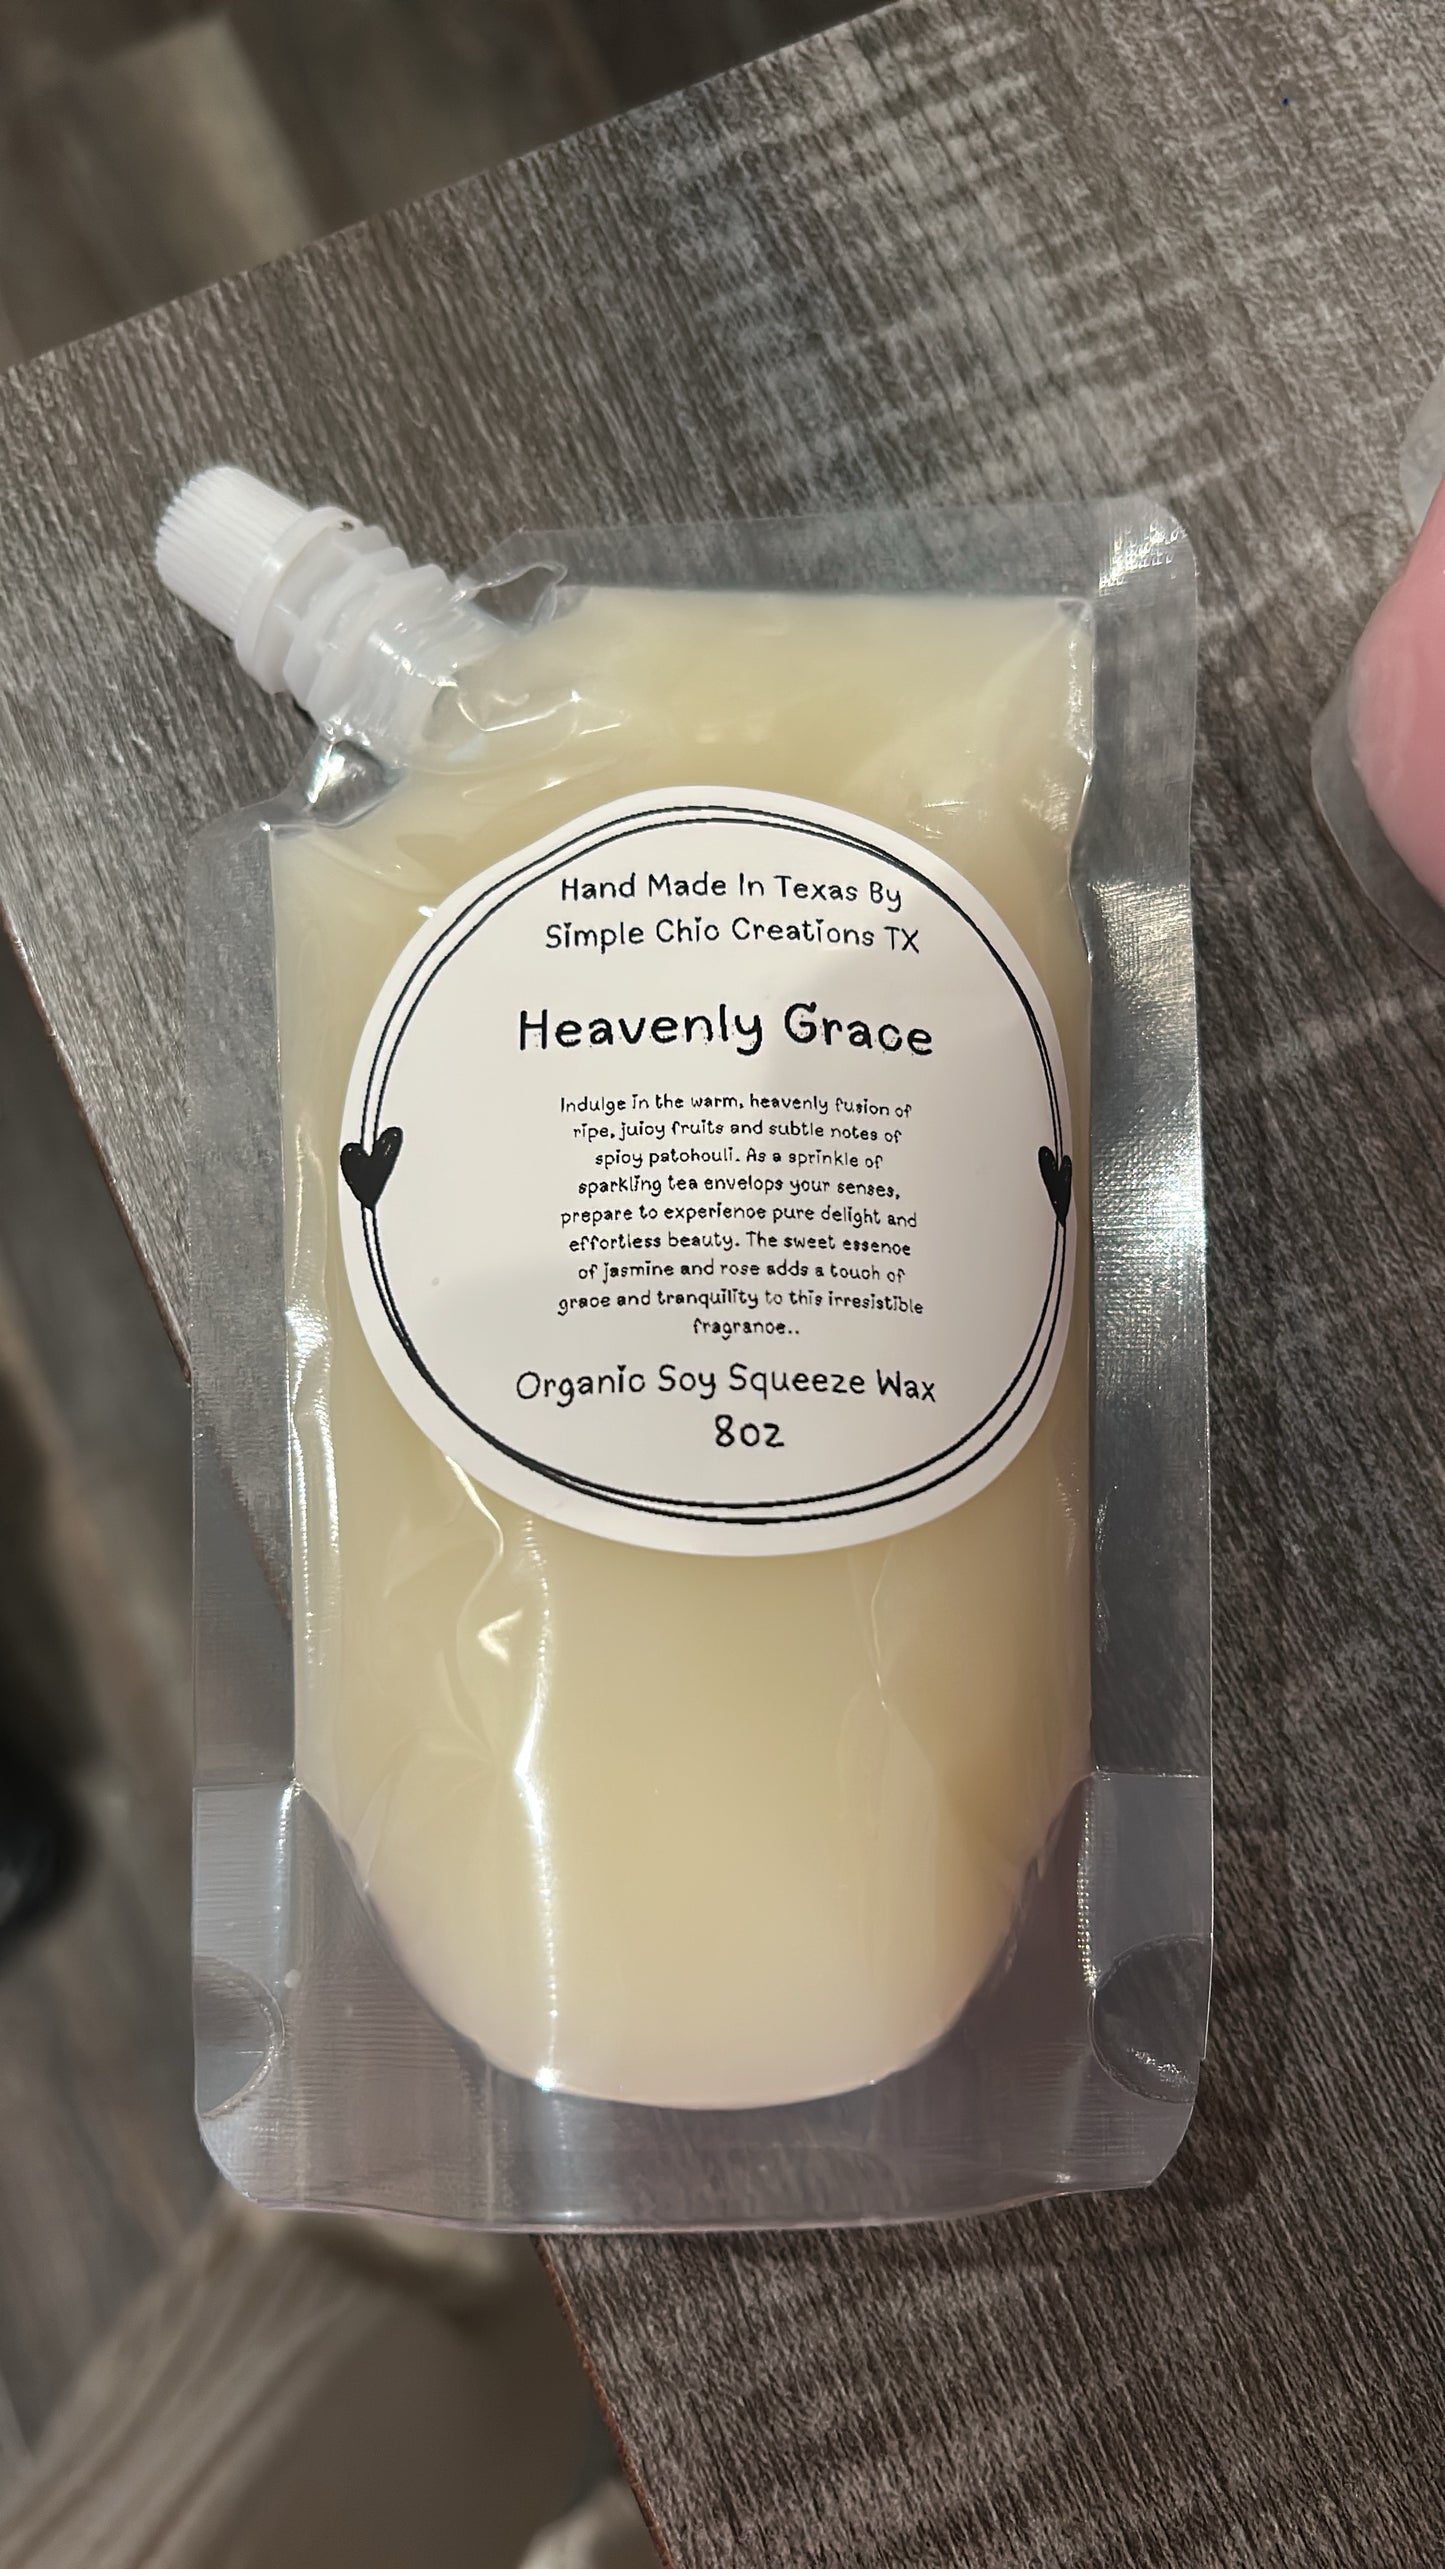 Hand Made In Texas By
Simple Chic Creations TX
Heavenly Grace
Indulge in the warm, heavenly fusion of
ripe, juicy fruits and subtle notes of
spicy patchouli. As a sprinkle of
sparkling tea envelops your senses,
prepare to experience pure delight and
effortless beauty. The sweet essence
of jasmine and rose adds a touch of
grace and tranquility to this irresistible
fragrance..
Organic Soy Squeeze Wax
8oz